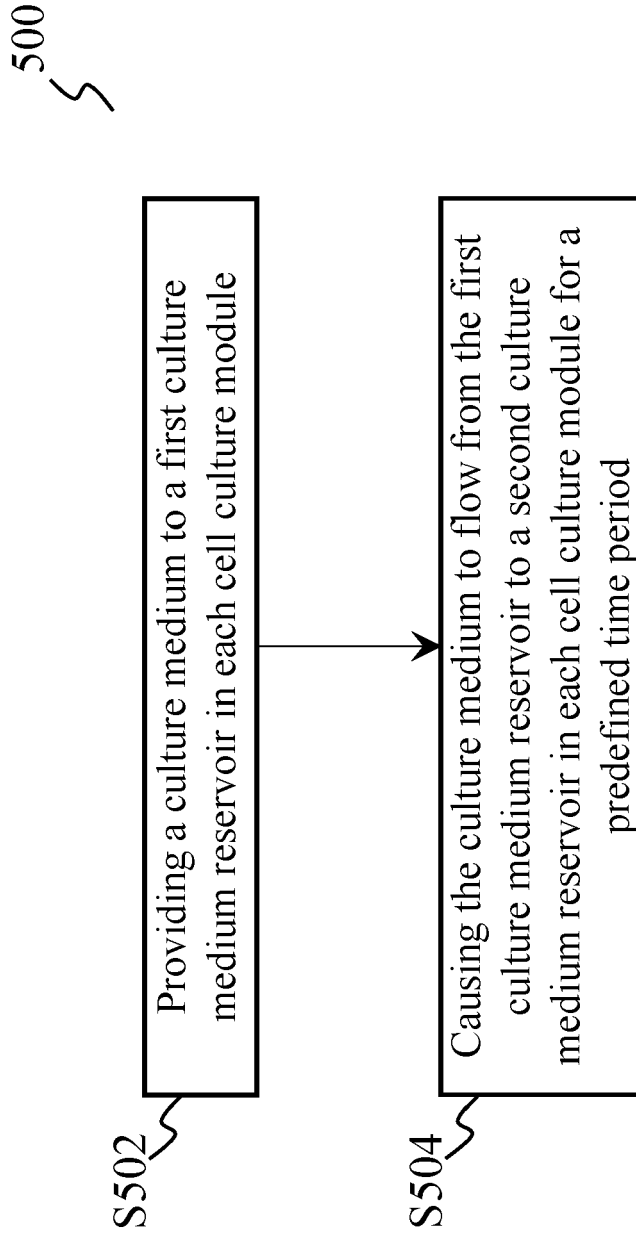 500
S502
Providing a culture medium to a first culture
medium reservoir in each cell culture module
S504
Causing the culture medium to flow from the first
culture medium reservoir to a second culture
medium reservoir in each cell culture module for a
predefined time period